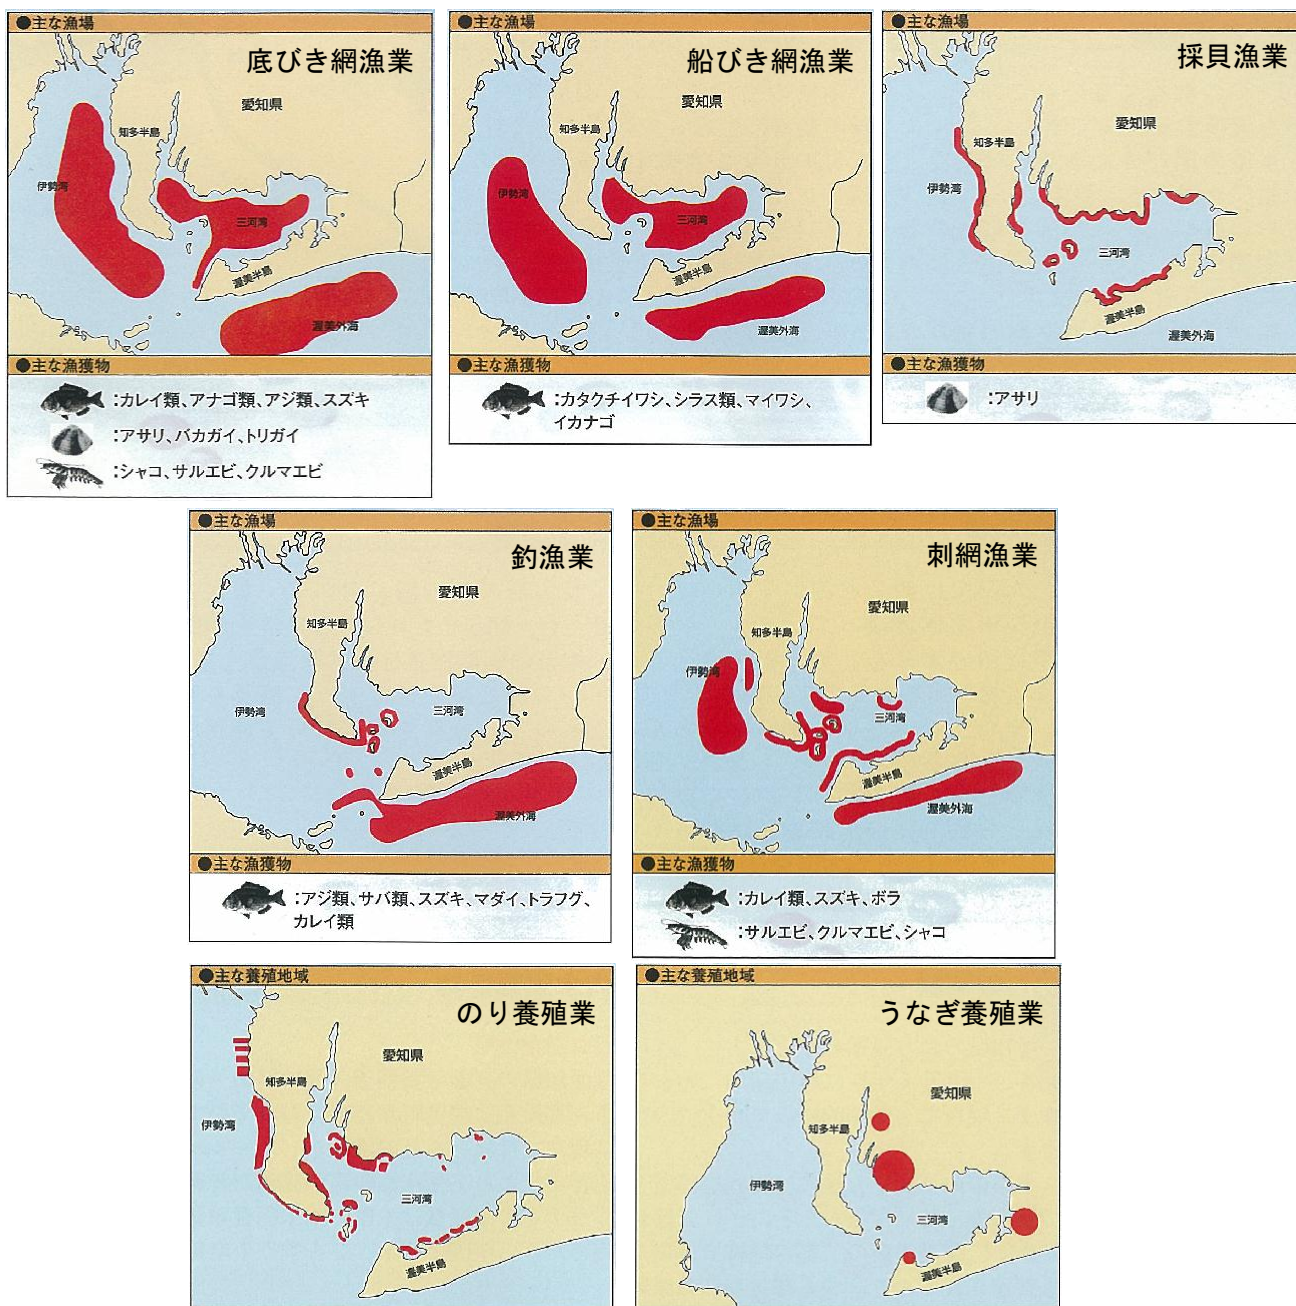 ●主な漁場
底びき網漁業
愛知県
知多半島
伊勢湾
三河湾
渥美半島
渥美外海
●主な漁獲物
:カレイ類、アナゴ類、アジ類、スズキ
:アサリ、バカガイ、トリガイ
:シャコ、サルエビ、クルマエビ
●主な漁場
船びき網漁業
愛知県
知多半島
伊勢湾
三河湾
渥美半島
渥美外海
●主な漁獲物
:カタクチイワシ、シラス類、マイワシ、
イカナゴ
●主な漁場
採貝漁業
愛知県
知多半島
伊勢湾
三河湾
渥美半島
渥美外海
●主な漁獲物
:アサリ
●主な漁場
釣漁業
愛知県
知多半島
伊勢湾
三河湾
渥美半島
渥美外海
●主な漁獲物
:アジ類、サバ類、スズキ、マダイ、トラフグ、
カレイ類
●主な漁場
刺網漁業
愛知県
知多半島
伊勢湾
三河湾
渥美半島
渥美外海
●主な漁獲物
:カレイ類、スズキ、ボラ
:サルエビ、クルマエビ、シャコ
●主な養殖地域
のり養殖業
愛知県
知多半島
伊勢湾
三河湾
渥美半島
●主な養殖地域
うなぎ養殖業
愛知県
知多半島
伊勢湾
三河湾
渥美半島